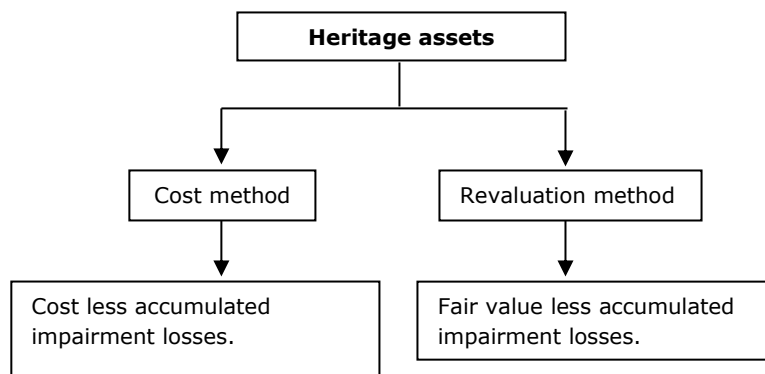 Heritage assets
Cost method
Revaluation method
Cost less accumulated
impairment losses.
Fair value less accumulated
impairment losses.